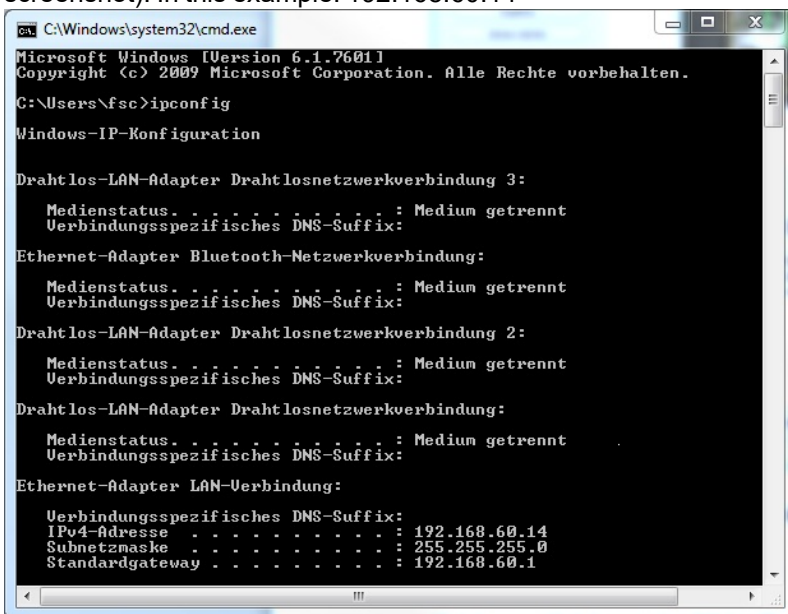 screenshot). In this example: 192.168.60.14
C:\Windows\system32\cmd.exe
Microsoft Windows [Version 6.1.7601]
Copyright (c) 2009 Microsoft Corporation. Alle Rechte vorbehalten.
C:\Users\fsc>ipconfig
Windows-IP-Konfiguration
Drahtlos-LAN-Adapter Drahtlosnetzwerkverbindung 3:
Medienstatus. . . . . . . . . . . : Medium getrennt
Verbindungsspezifisches DNS-Suffix:
Ethernet-Adapter Bluetooth-Netzwerkverbindung:
Medienstatus. . . . . . . . . . . : Medium getrennt
Verbindungsspezifisches DNS-Suffix:
Drahtlos-LAN-Adapter Drahtlosnetzwerkverbindung 2:
Medienstatus. . . . . . . . . . . : Medium getrennt
Verbindungsspezifisches DNS-Suffix:
Drahtlos-LAN-Adapter Drahtlosnetzwerkverbindung:
Medienstatus. . . . . . . . . . . : Medium getrennt
Verbindungsspezifisches DNS-Suffix:
Ethernet-Adapter LAN-Verbindung:
Verbindungsspezifisches DNS-Suffix:
IPv4-Adresse . . . . . . . . . . : 192.168.60.14
Subnetzmaske . . . . . . . . . . : 255.255.255.0
Standardgateway . . . . . . . . . : 192.168.60.1